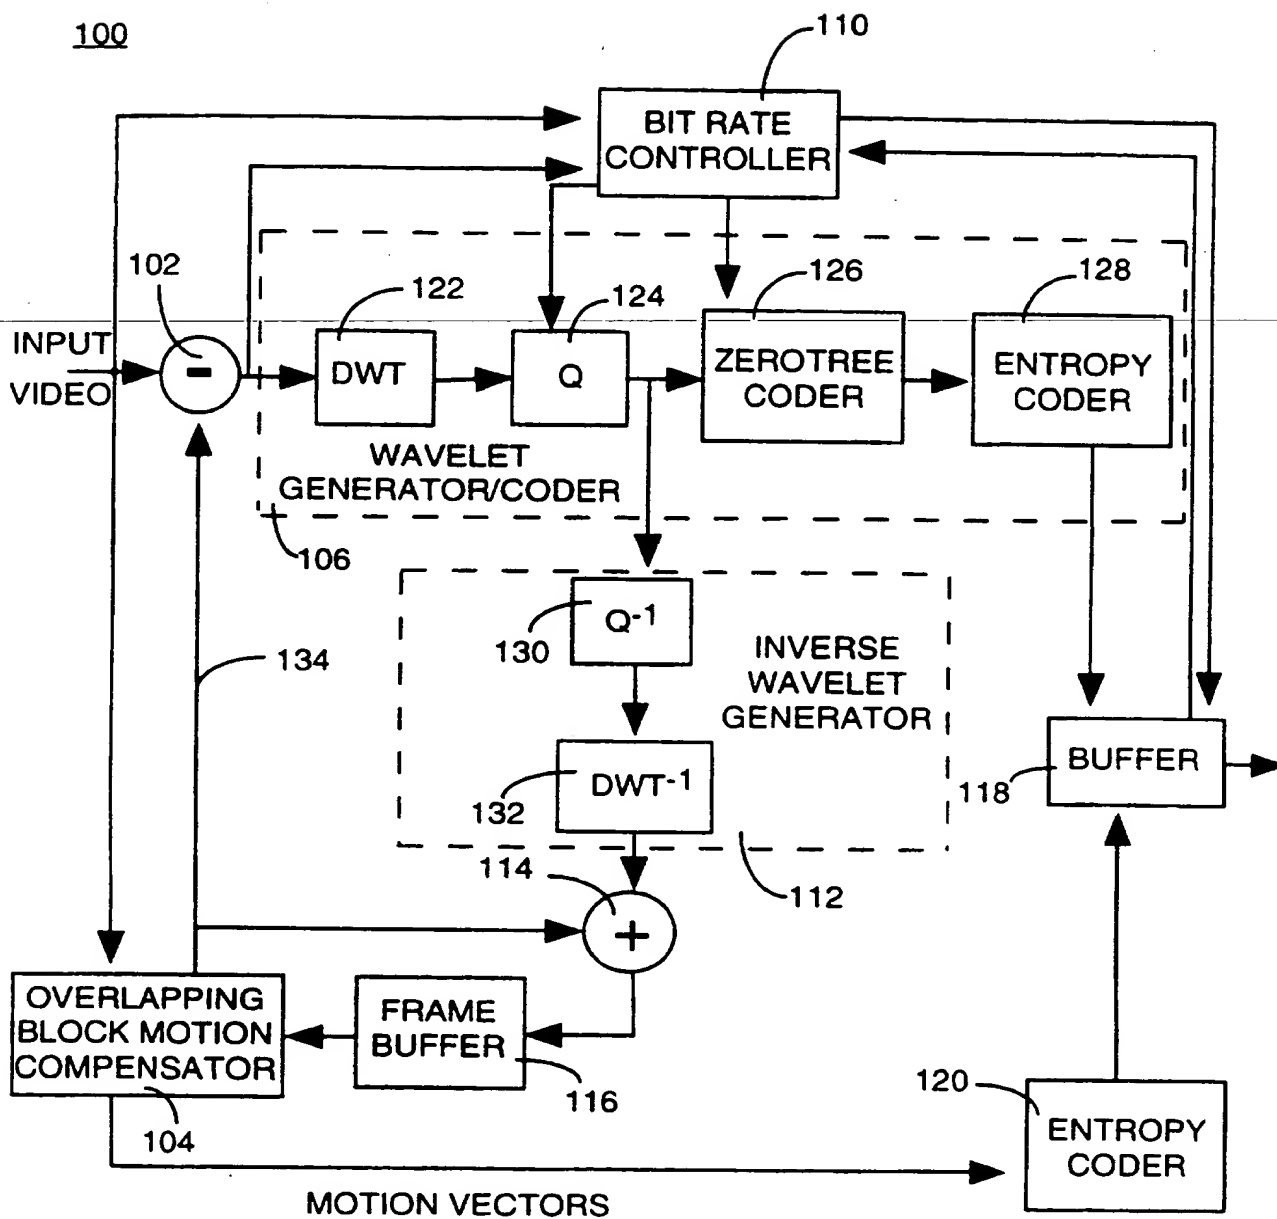 100
110
BIT RATE
CONTROLLER
102
122
124
126
128
INPUT
VIDEO
-
DWT
Q
ZEROTREE
CODER
ENTROPY
CODER
WAVELET
GENERATOR/CODER
106
Q-1
130
INVERSE
WAVELET
GENERATOR
134
DWT-1
132
BUFFER
118
114
112
+
OVERLAPPING
BLOCK MOTION
COMPENSATOR
104
FRAME
BUFFER
116
120
ENTROPY
CODER
MOTION VECTORS